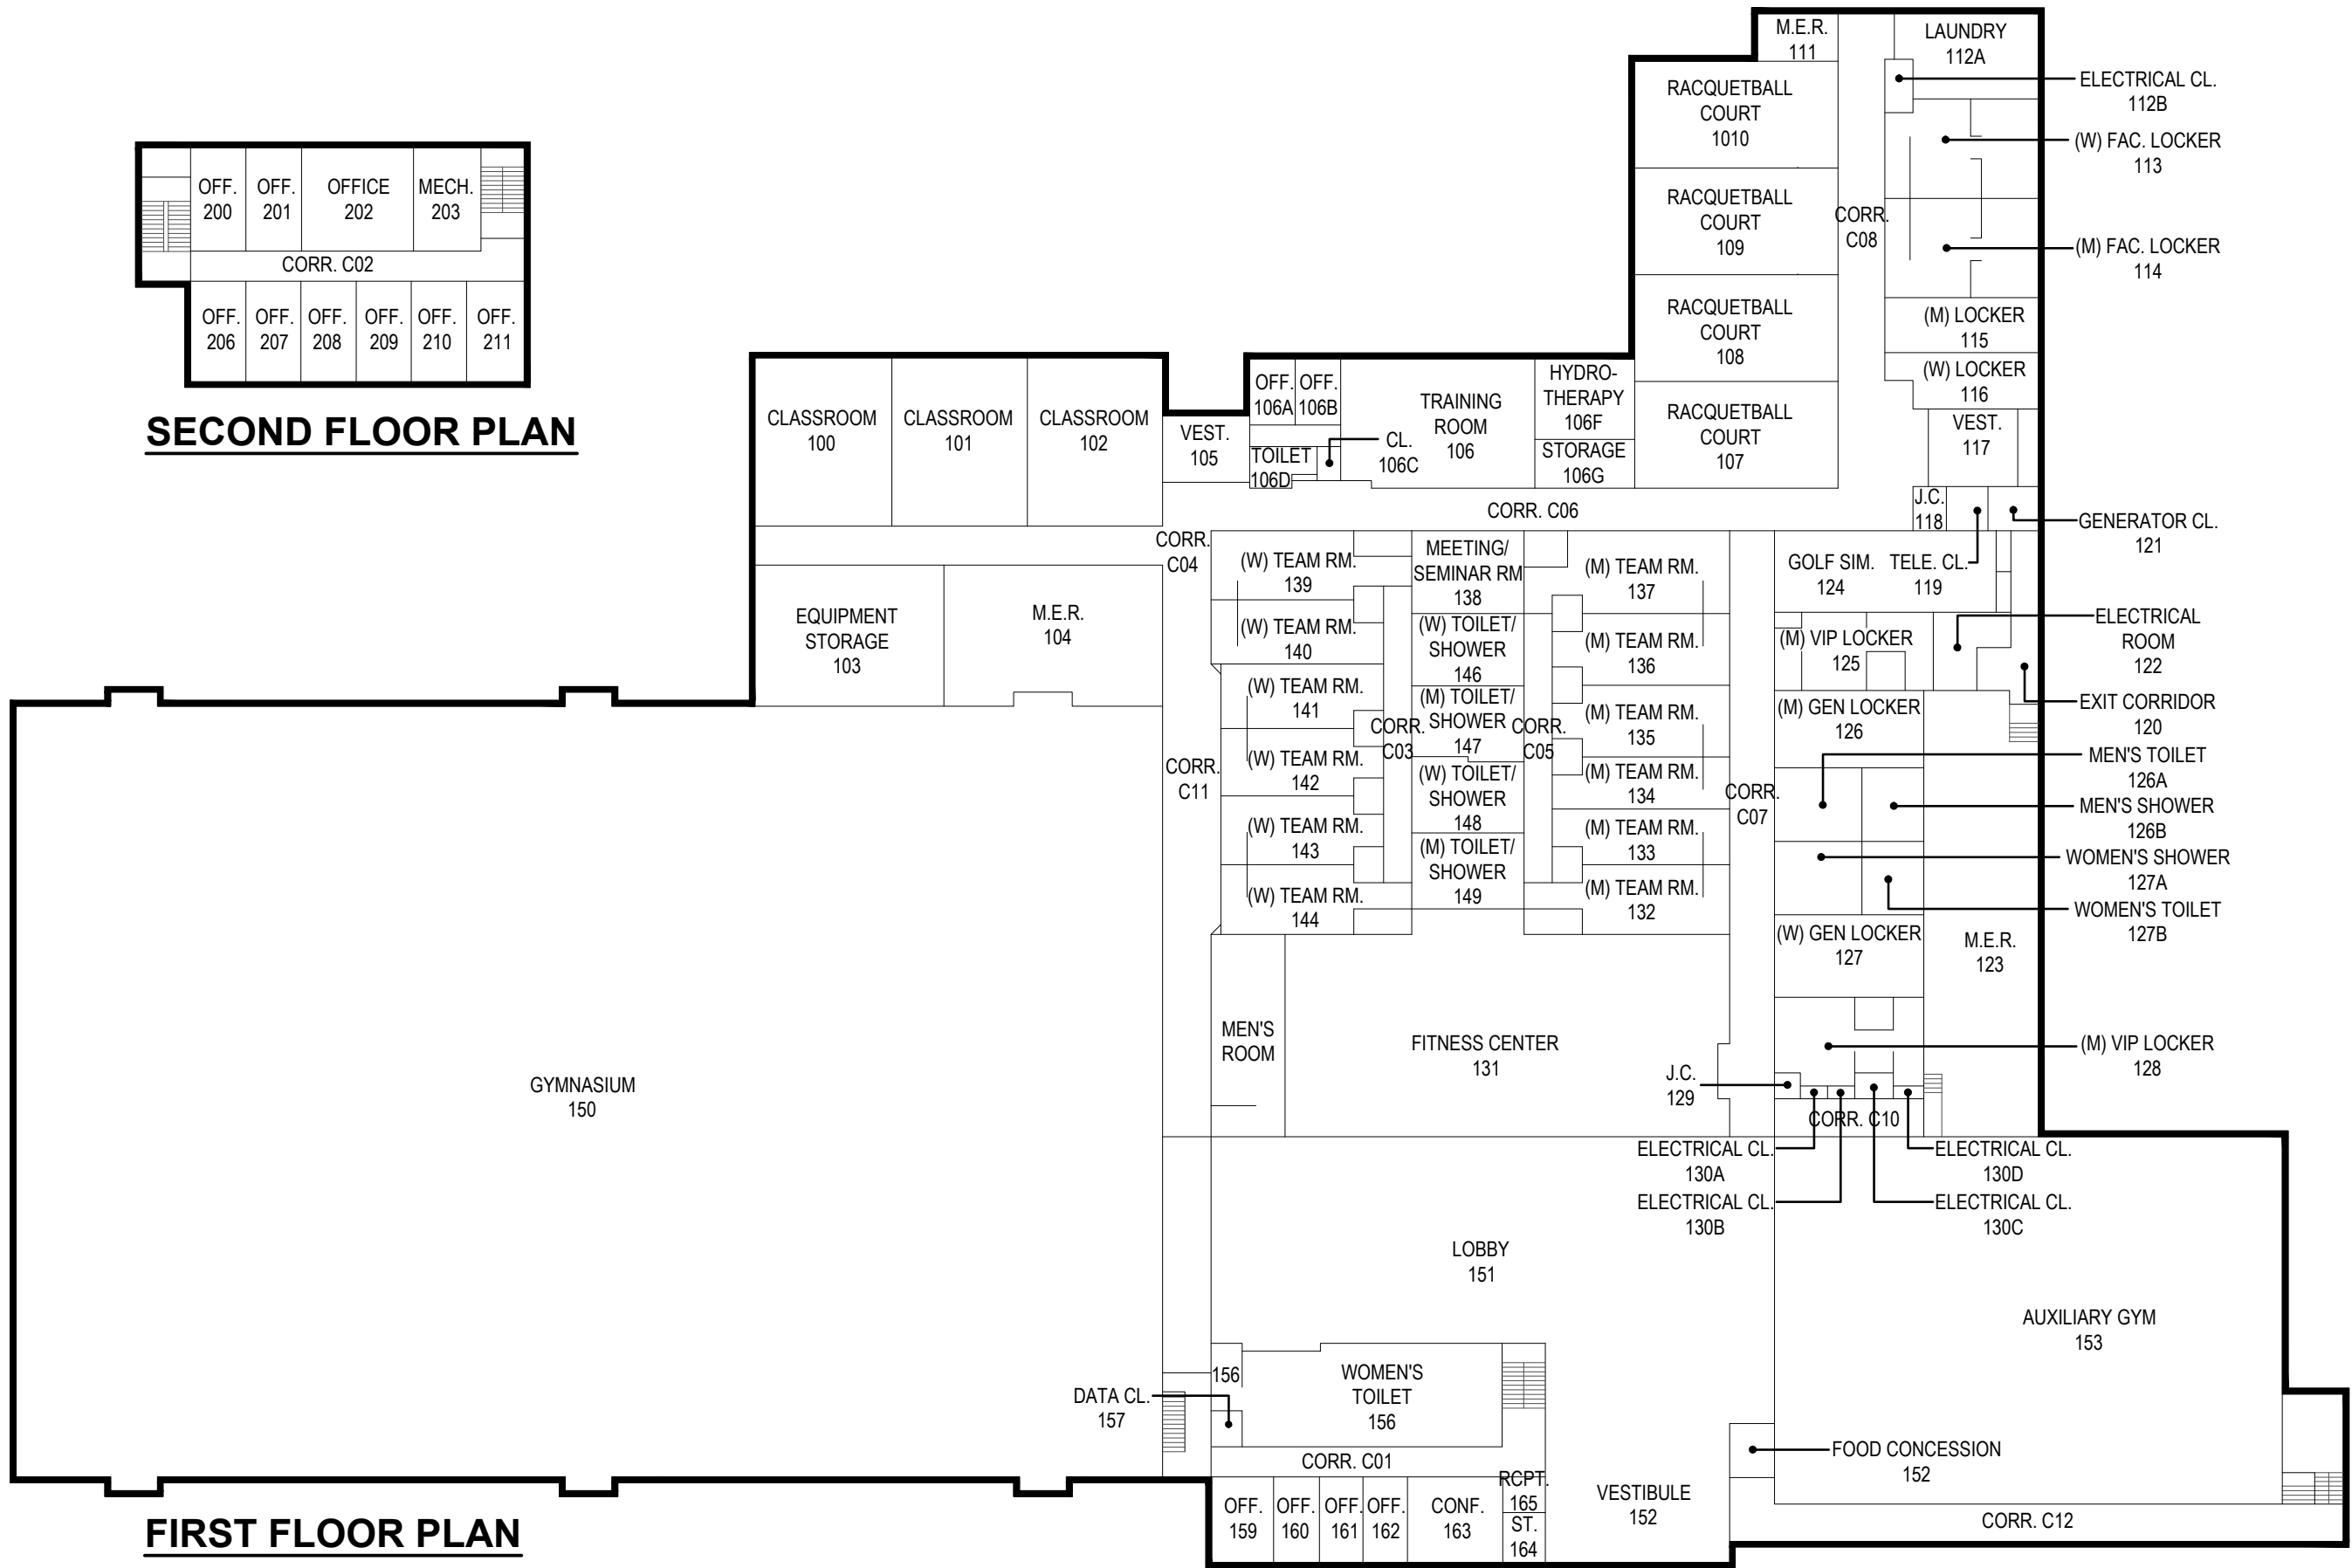 M.E.R.
111
LAUNDRY
112A
RACQUETBALL
COURT
1010
ELECTRICAL CL.
112B
(W) FAC. LOCKER
113
OFF.
200
OFF.
201
OFFICE
202
MECH.
203
CORR. C02
OFF.
206
OFF.
207
OFF.
208
OFF.
209
OFF.
210
OFF.
211
SECOND FLOOR PLAN
RACQUETBALL
COURT
109
CORR.
C08
(M) FAC. LOCKER
114
RACQUETBALL
COURT
108
(M) LOCKER
115
(W) LOCKER
116
CLASSROOM
100
CLASSROOM
101
CLASSROOM
102
VEST.
105
OFF.
106A
OFF.
106B
TOILET
106D
CL.
106C
TRAINING
ROOM
106
HYDRO-
THERAPY
106F
STORAGE
106G
RACQUETBALL
COURT
107
VEST.
117
CORR. C06
J.C.
118
GENERATOR CL.
121
CORR.
C04
(W) TEAM RM.
139
MEETING/
SEMINAR RM
138
(M) TEAM RM.
137
GOLF SIM.
124
TELE. CL.
119
EQUIPMENT
STORAGE
103
M.E.R.
104
(W) TEAM RM.
140
(W) TOILET/
SHOWER
146
(M) TEAM RM.
136
(M) VIP LOCKER
125
ELECTRICAL
ROOM
122
(W) TEAM RM.
141
(M) TOILET/
SHOWER
147
CORR.
C03
CORR.
C05
(M) TEAM RM.
135
(M) GEN LOCKER
126
EXIT CORRIDOR
120
CORR.
C11
(W) TEAM RM.
142
(W) TOILET/
SHOWER
148
(M) TEAM RM.
134
CORR.
C07
MEN'S TOILET
126A
MEN'S SHOWER
126B
(W) TEAM RM.
143
(M) TOILET/
SHOWER
149
(M) TEAM RM.
133
WOMEN'S SHOWER
127A
(W) TEAM RM.
144
(M) TEAM RM.
132
WOMEN'S TOILET
127B
(W) GEN LOCKER
127
M.E.R.
123
MEN'S
ROOM
FITNESS CENTER
131
(M) VIP LOCKER
128
J.C.
129
GYMNASIUM
150
CORR. C10
ELECTRICAL CL.
130A
ELECTRICAL CL.
130D
ELECTRICAL CL.
130B
ELECTRICAL CL.
130C
LOBBY
151
AUXILIARY GYM
153
156
WOMEN'S
TOILET
156
DATA CL.
157
CORR. C01
FOOD CONCESSION
152
OFF.
159
OFF.
160
OFF.
161
OFF.
162
CONF.
163
RCPT.
165
ST.
164
VESTIBULE
152
CORR. C12
FIRST FLOOR PLAN